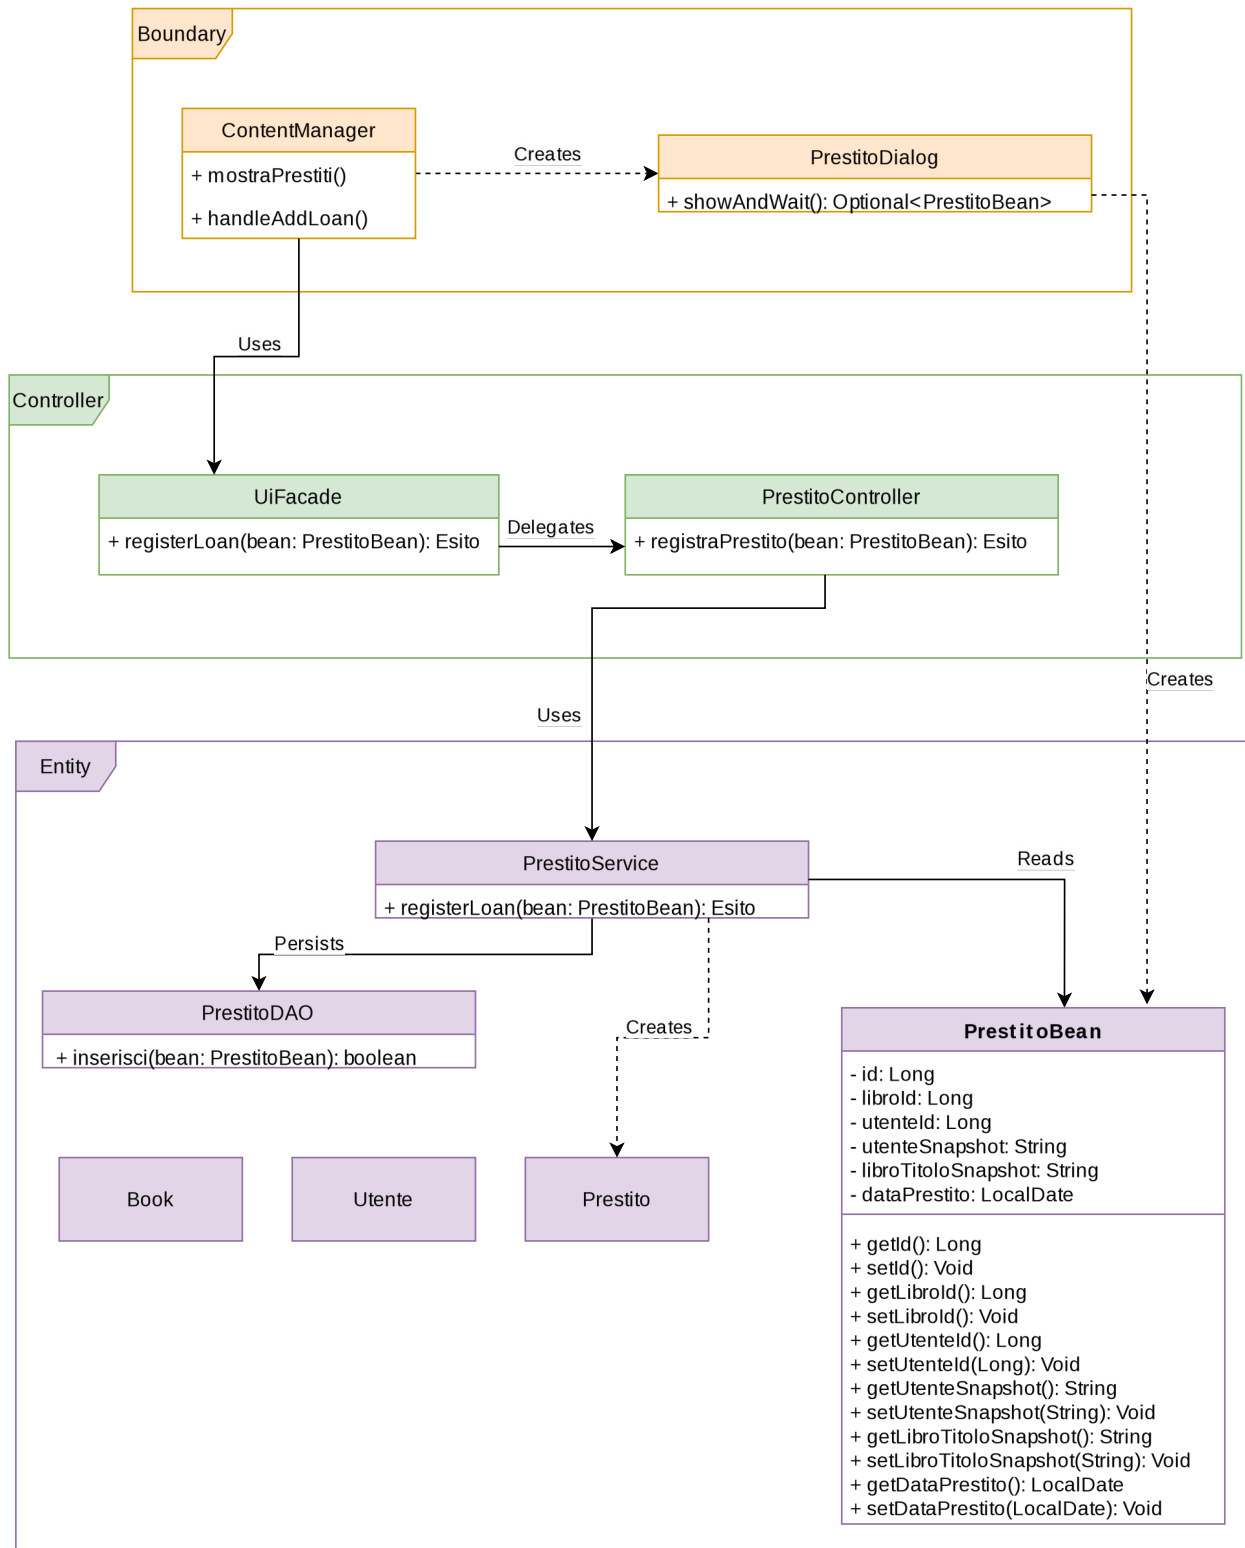 Boundary
ContentManager
+ mostraPrestiti()
+ handleAddLoan()
Creates
PrestitoDialog
+ showAndWait(): Optional<PrestitoBean>
Uses
Controller
UiFacade
+ registerLoan(bean: PrestitoBean): Esito
Delegates
PrestitoController
+ registraPrestito(bean: PrestitoBean): Esito
Creates
Uses
Entity
PrestitoService
+ registerLoan(bean: PrestitoBean): Esito
Reads
Persists
PrestitoDAO
+ inserisci(bean: PrestitoBean): boolean
Creates
Book
Utente
Prestito
PrestitoBean
- id: Long
- libroId: Long
- utenteId: Long
- utenteSnapshot: String
- libroTitoloSnapshot: String
- dataPrestito: LocalDate
+ getId(): Long
+ setId(): Void
+ getLibroId(): Long
+ setLibroId(): Void
+ getUtenteId(): Long
+ setUtenteId(Long): Void
+ getUtenteSnapshot(): String
+ setUtenteSnapshot(String): Void
+ getLibroTitoloSnapshot(): String
+ setLibroTitoloSnapshot(String): Void
+ getDataPrestito(): LocalDate
+ setDataPrestito(LocalDate): Void